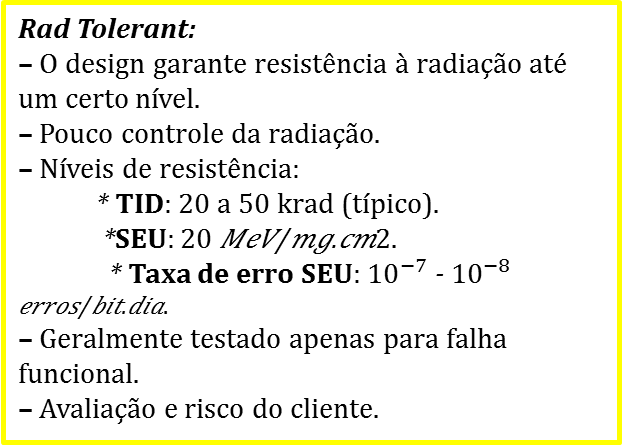 Rad Tolerant:
– O design garante resistência à radiação até
um certo nível.
– Pouco controle da radiação.
– Níveis de resistência:
* TID: 20 a 50 krad (típico).
*SEU: 20 MeV/mg.cm2.
* Taxa de erro SEU: 10⁻⁷ - 10⁻⁸
erros/bit.dia.
– Geralmente testado apenas para falha
funcional.
– Avaliação e risco do cliente.